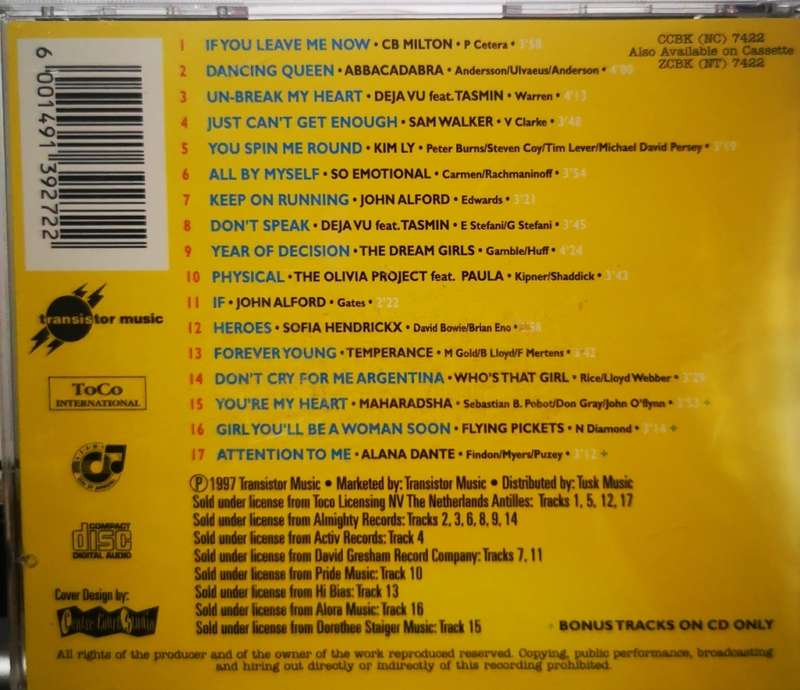 1 IF YOU LEAVE ME NOW • CB MILTON • P Cetera • 3'58
CCBK (NC) 7422
Also Available on Cassette
ZCBK (NT) 7422
2 DANCING QUEEN • ABBACADABRA • Andersson/Ulvaeus/Anderson • 4'00
3 UN-BREAK MY HEART • DEJA VU feat. TASMIN • Warren • 4'13
4 JUST CAN'T GET ENOUGH • SAM WALKER • V Clarke • 3'48
5 YOU SPIN ME ROUND • KIM LY • Peter Burns/Steven Coy/Tim Lever/Michael David Persey •
6 ALL BY MYSELF • SO EMOTIONAL • Carmen/Rachmaninoff • 3'54
7 KEEP ON RUNNING • JOHN ALFORD • Edwards • 3'21
8 DON'T SPEAK • DEJA VU feat. TASMIN • E Stefani/G Stefani • 3'45
9 YEAR OF DECISION • THE DREAM GIRLS • Gamble/Huff • 4'24
10 PHYSICAL • THE OLIVIA PROJECT feat. PAULA • Kipner/Shaddick •
11 IF • JOHN ALFORD • Gates • 2'22
12 HEROES • SOFIA HENDRICKX • David Bowie/Brian Eno •
13 FOREVER YOUNG • TEMPERANCE • M Gold/B Lloyd/F Mertens • 3'42
14 DON'T CRY FOR ME ARGENTINA • WHO'S THAT GIRL • Rice/Lloyd Webber •
15 YOU'RE MY HEART • MAHARADSHA • Sebastian B. Pobot/Don Gray/John O'flynn • 3'53 +
16 GIRL YOU'LL BE A WOMAN SOON • FLYING PICKETS • N Diamond • 3'14 +
17 ATTENTION TO ME • ALANA DANTE • Findon/Myers/Puzey • 3'12 +
6 001491 392722
transistor music
ToCo
INTERNATIONAL
COMPACT
disc
DIGITAL AUDIO
Cover Design by:
℗ 1997 Transistor Music • Marketed by: Transistor Music • Distributed by: Tusk Music
Sold under license from Toco Licensing NV The Netherlands Antilles: Tracks 1, 5, 12, 17
Sold under license from Almighty Records: Tracks 2, 3, 6, 8, 9, 14
Sold under license from Activ Records: Track 4
Sold under license from David Gresham Record Company: Tracks 7, 11
Sold under license from Pride Music: Track 10
Sold under license from Hi Bias: Track 13
Sold under license from Alora Music: Track 16
Sold under license from Dorothee Staiger Music: Track 15
+ BONUS TRACKS ON CD ONLY
All rights of the producer and of the owner of the work reproduced reserved. Copying, public performance, broadcasting
and hiring out directly or indirectly of this recording prohibited.